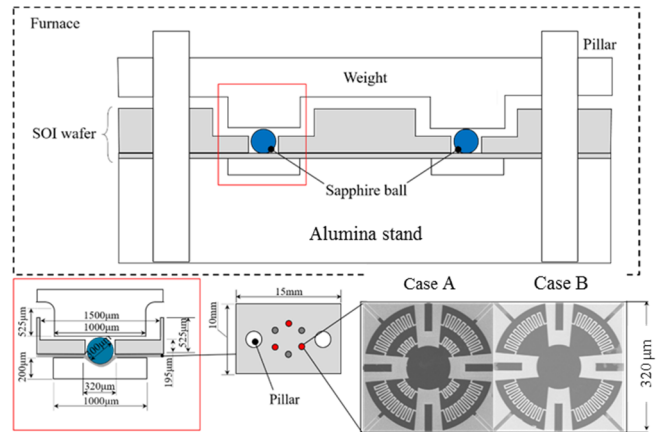 Furnace
Pillar
Weight
SOI wafer
Sapphire ball
Alumina stand
Case A
Case B
15mm
10mm
Pillar
525μm
1500μm
1000μm
525μm
195μm
200μm
320μm
1000μm
320 μm